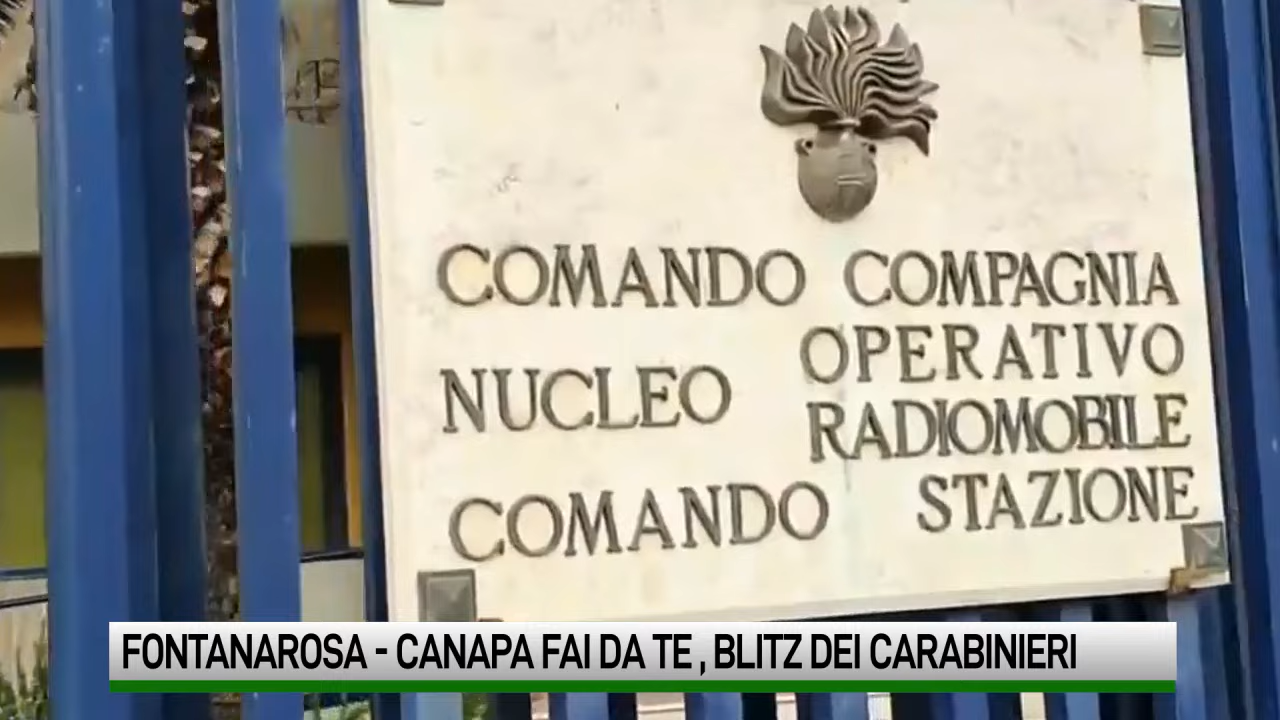 COMANDO COMPAGNIA
NUCLEO OPERATIVO
RADIOMOBILE
COMANDO STAZIONE
FONTANAROSA - CANAPA FAI DA TE , BLITZ DEI CARABINIERI